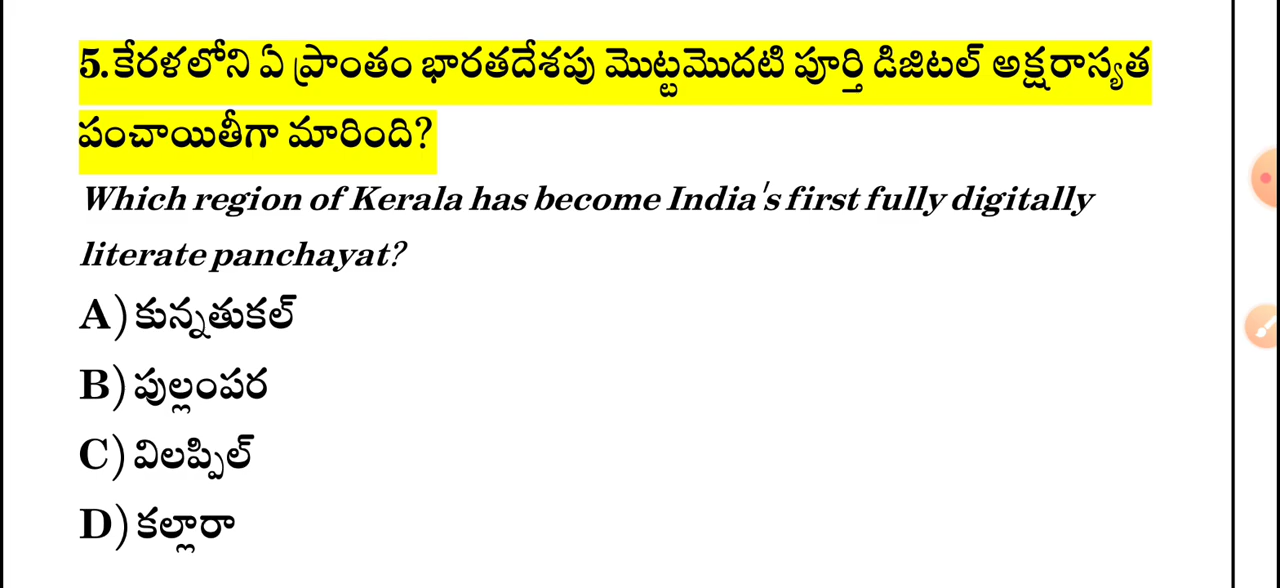 5.కేరళలోని ఏ ప్రాంతం భారతదేశపు మొట్టమొదటి పూర్తి డిజిటల్ అక్షరాస్యత
పంచాయితీగా మారింది?
Which region of Kerala has become India's first fully digitally
literate panchayat?
A)కున్నతుకల్
B)పుల్లంపర
C)విలప్పిల్
D)కల్లారా